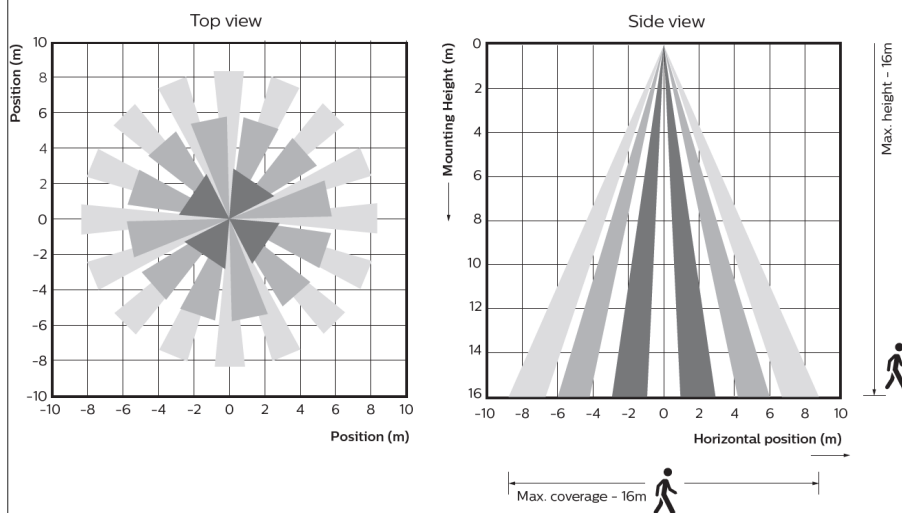 Top view
Position (m)
10
8
6
4
2
0
-2
-4
-6
-8
-10
-10 -8 -6 -4 -2 0 2 4 6 8 10
Position (m)
Side view
Mounting Height (m)
0
2
4
6
8
10
12
14
16
-10 -8 -6 -4 -2 0 2 4 6 8 10
Horizontal position (m)
Max. height - 16m
Max. coverage - 16m